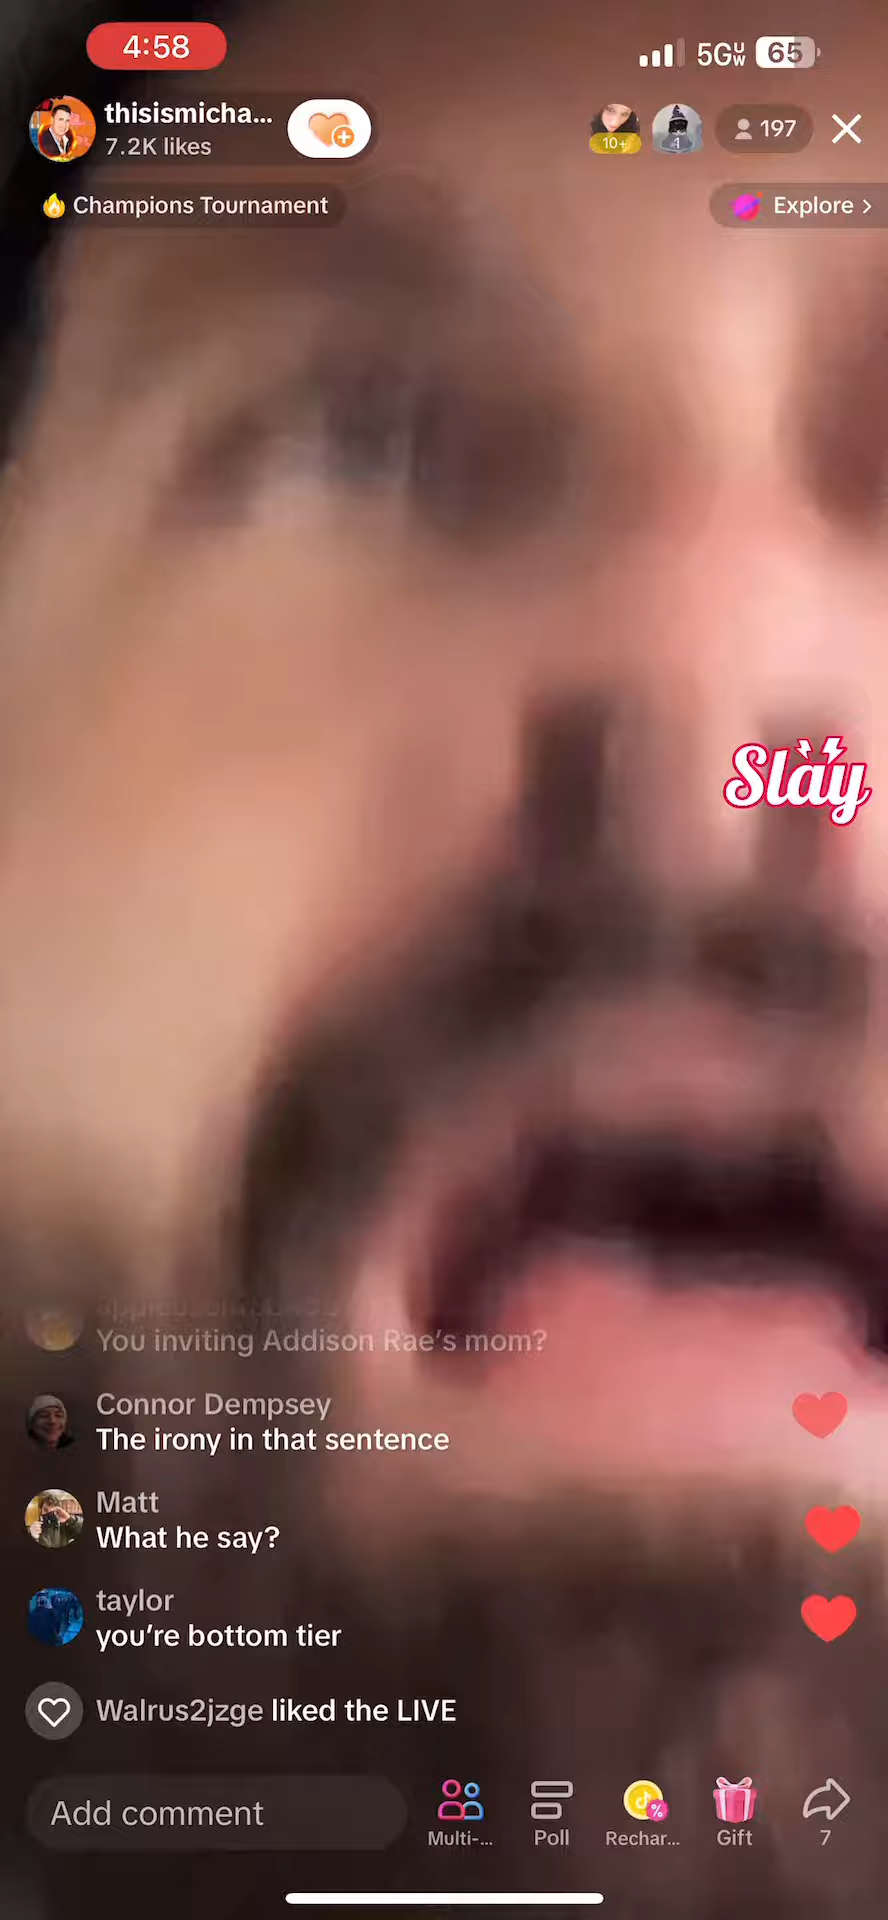 4:58
5GUW
65
thisismicha...
7.2K likes
10+
1
197
Champions Tournament
Explore >
Slay
You inviting Addison Rae's mom?
Connor Dempsey
The irony in that sentence
Matt
What he say?
taylor
you're bottom tier
Walrus2jzge liked the LIVE
Add comment
Multi-...
Poll
Rechar...
Gift
7